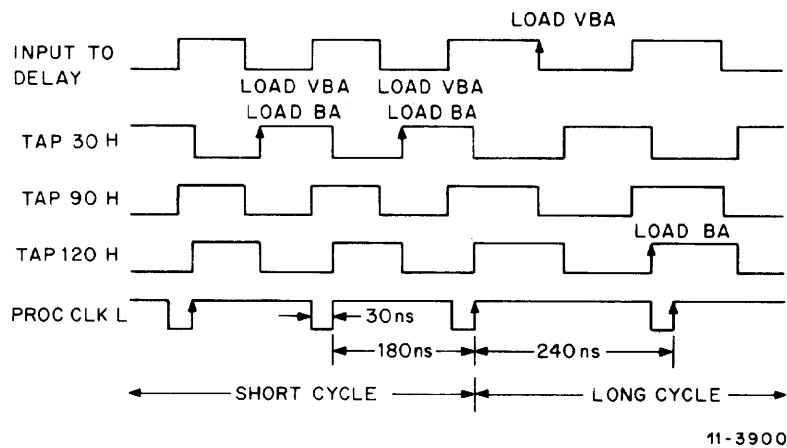 LOAD VBA
INPUT TO
DELAY
LOAD VBA LOAD VBA
LOAD BA LOAD BA
TAP 30 H
TAP 90 H
LOAD BA
TAP 120 H
PROC CLK L
30ns
180ns 240ns
SHORT CYCLE LONG CYCLE
11-3900